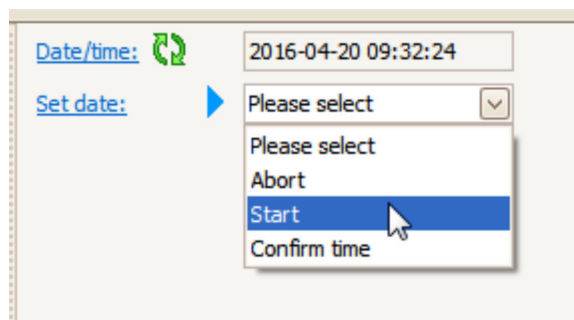 Date/time: 2016-04-20 09:32:24
Set date: Please select
Please select
Abort
Start
Confirm time